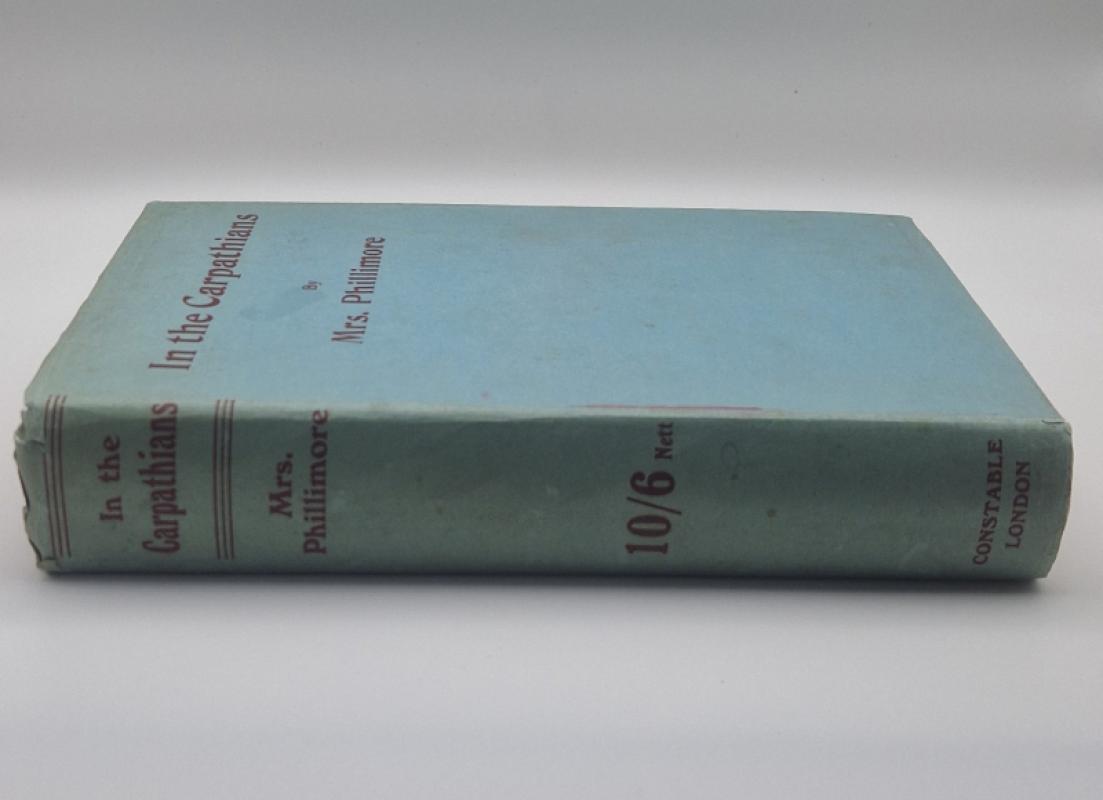 In the Carpathians
By
Mrs. Phillimore
In the
Carpathians
Mrs.
Phillimore
10/6 Nett
CONSTABLE
LONDON